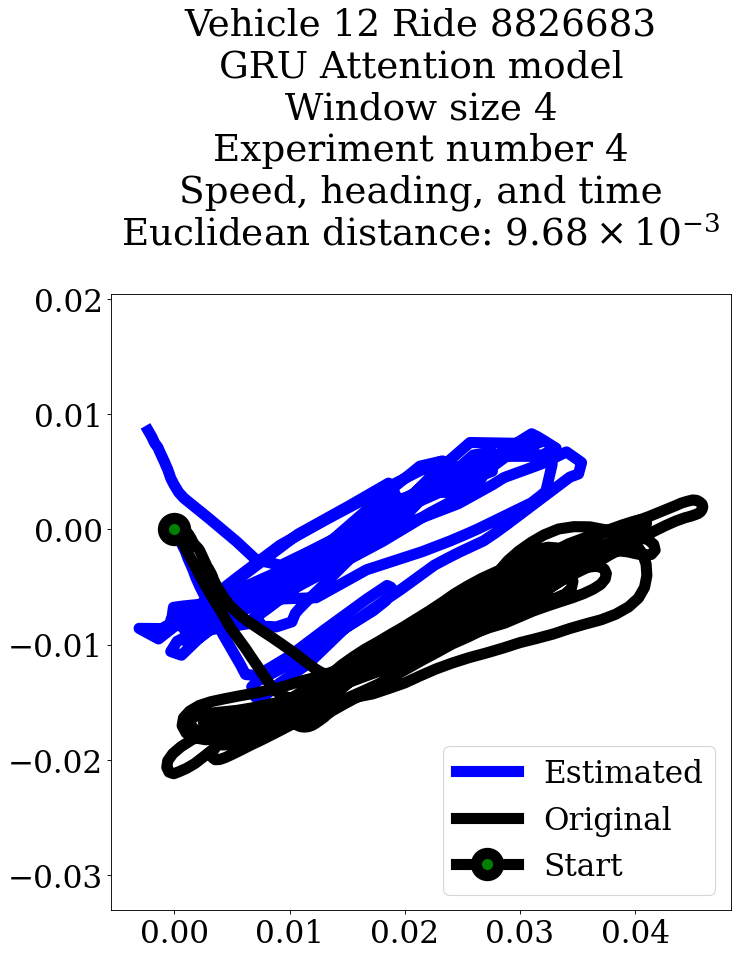 Vehicle 12 Ride 8826683
GRU Attention model
Window size 4
Experiment number 4
Speed, heading, and time
Euclidean distance: 9.68 × 10⁻³
0.02
0.01
0.00
−0.01
−0.02
−0.03
Estimated
Original
Start
0.00 0.01 0.02 0.03 0.04